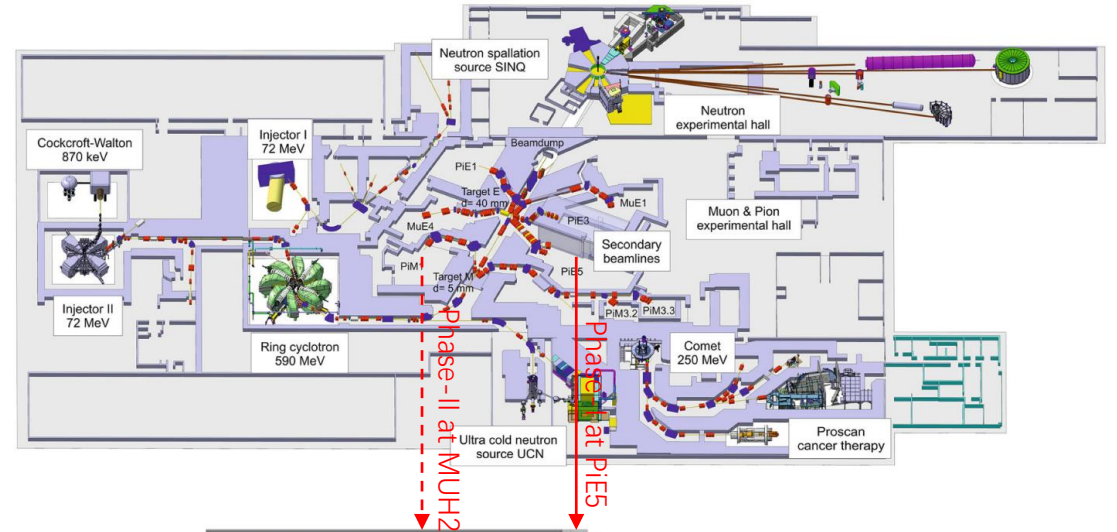 Neutron spallation
source SINQ
Neutron
experimental hall
Cockcroft-Walton
870 keV
Injector I
72 MeV
Beamdump
PiE1
Target E
d= 40 mm
MuE1
PiE3
MuE4
Muon & Pion
experimental hall
Secondary
beamlines
PiM1
Target M
d= 5 mm
PiE5
PiM3.2
PiM3.3
Injector II
72 MeV
Ring cyclotron
590 MeV
Comet
250 MeV
Ultra cold neutron
source UCN
Proscan
cancer therapy
Phase-II at MUH2
Phase-I at PiE5